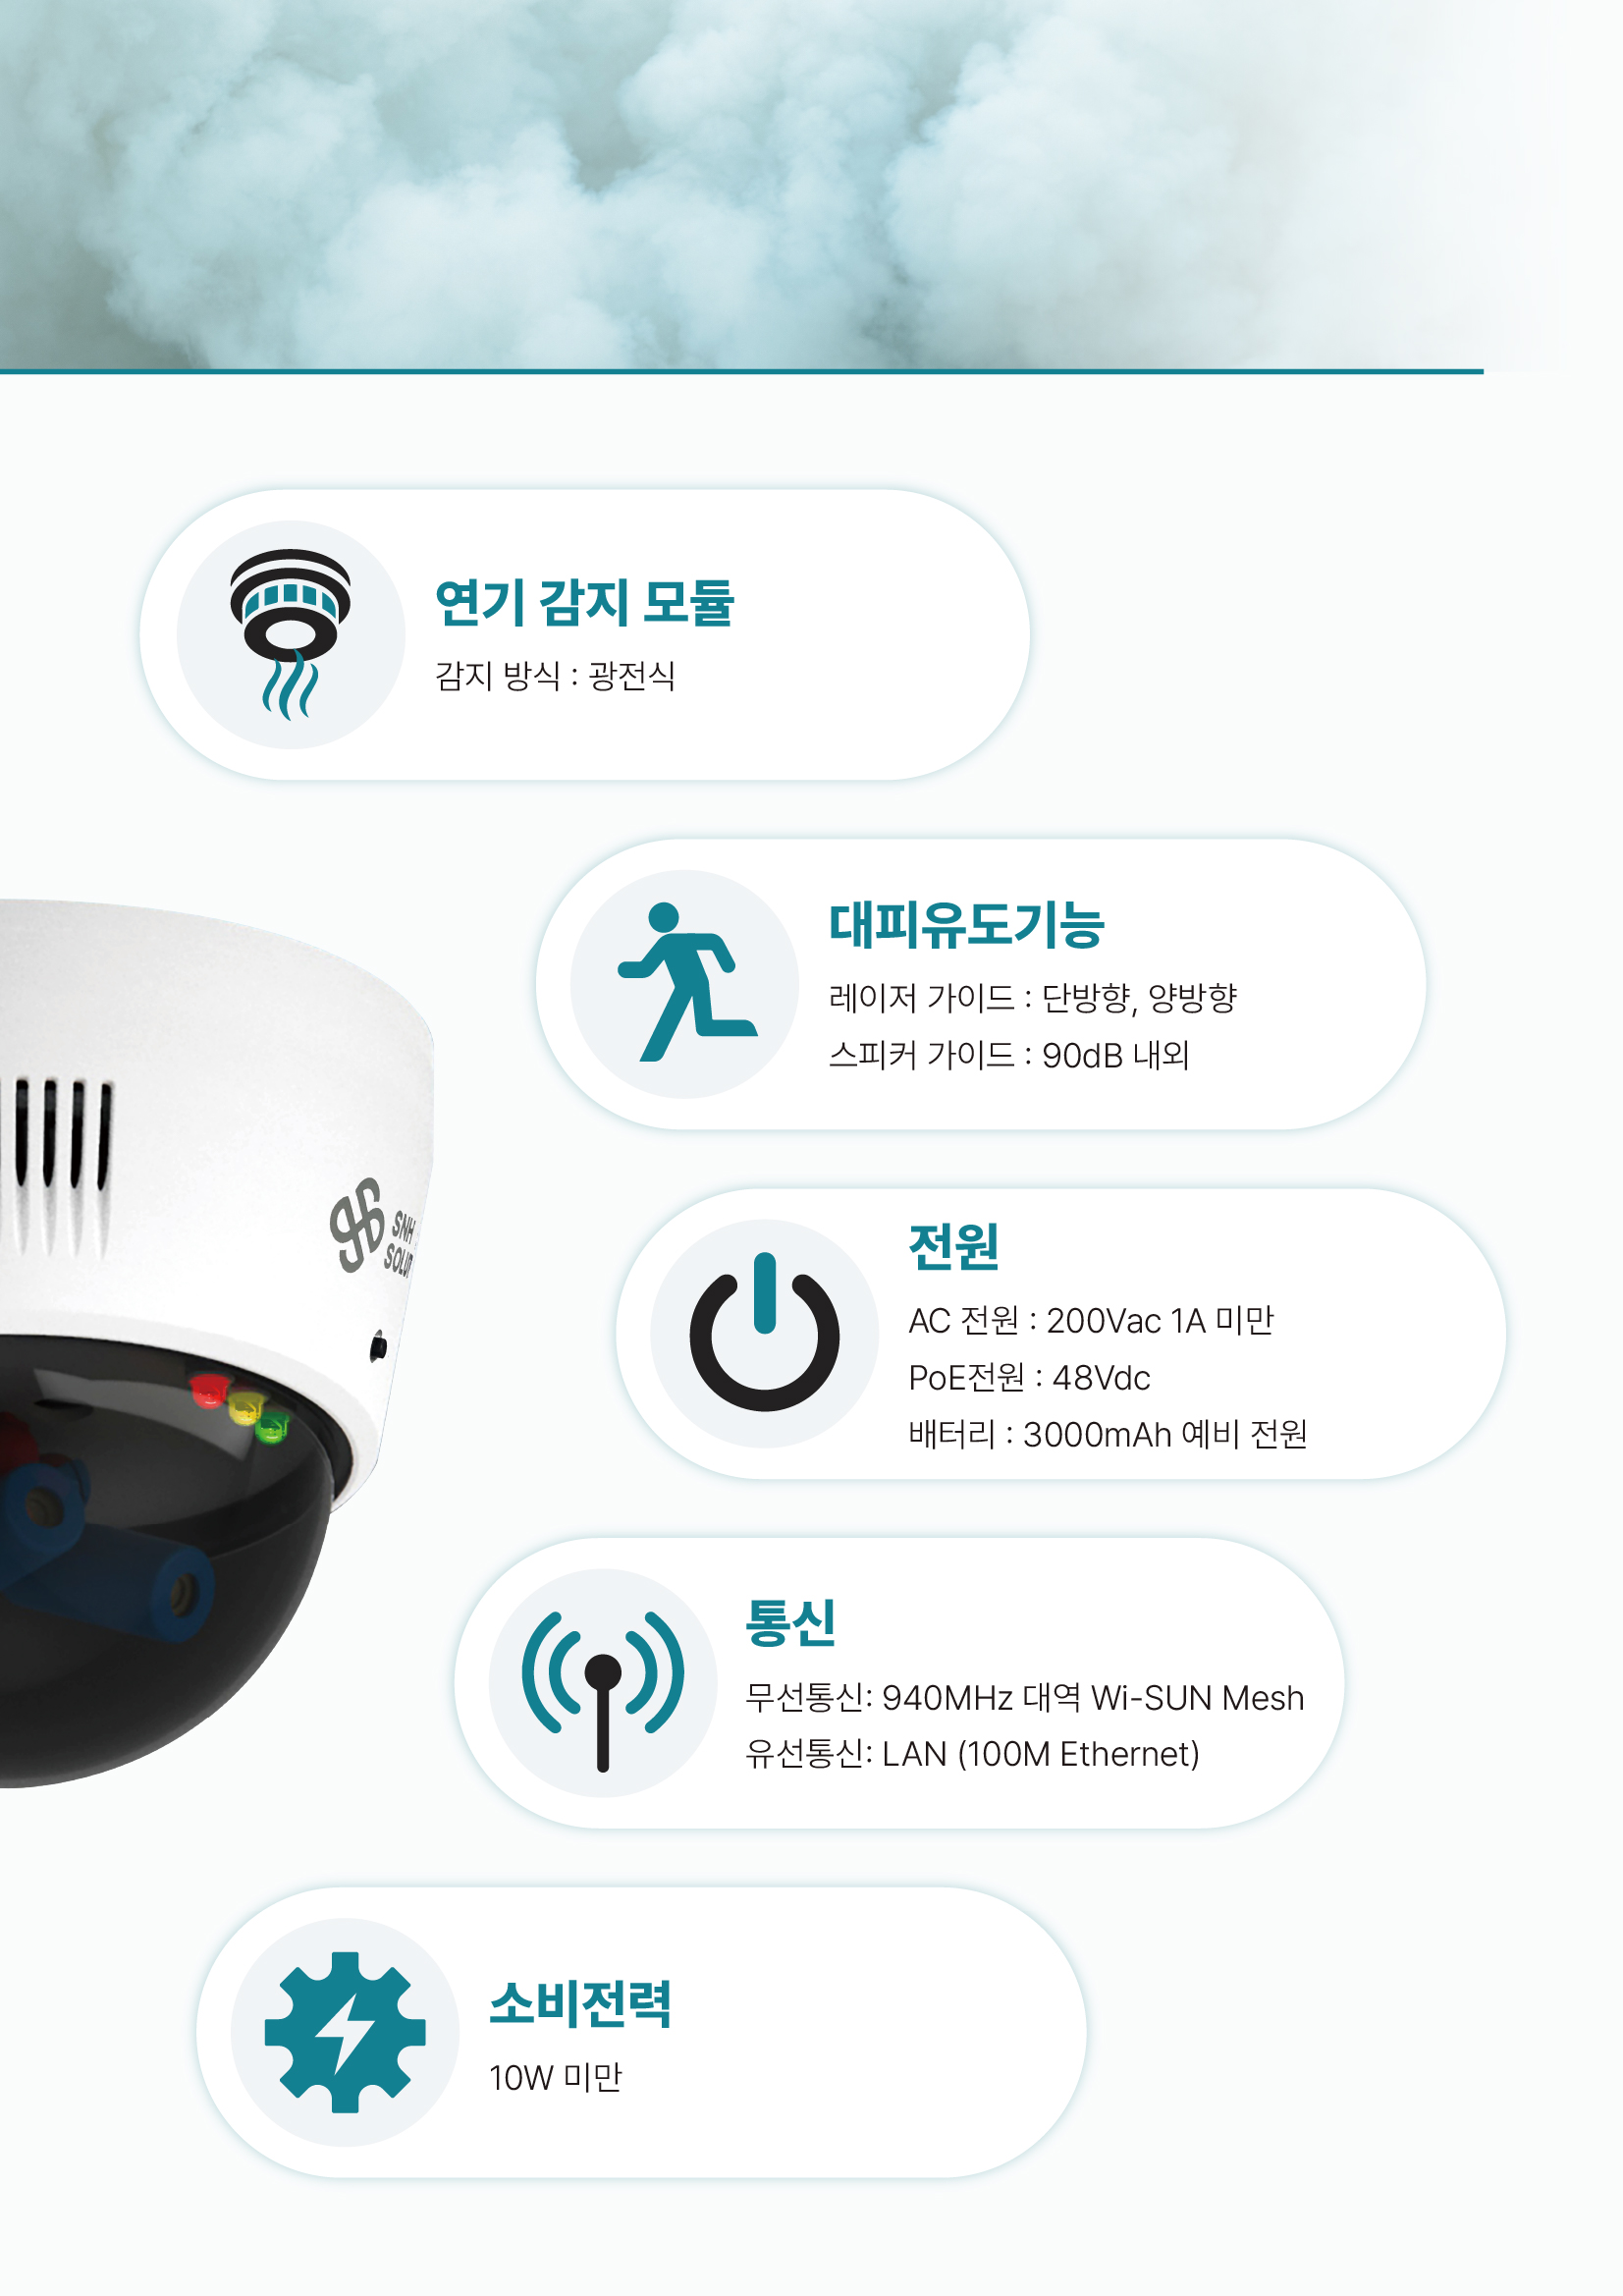 연기 감지 모듈
감지 방식 : 광전식
대피유도기능
레이저 가이드 : 단방향, 양방향
스피커 가이드 : 90dB 내외
SNH
전원
AC 전원 : 200Vac 1A 미만
PoE전원 : 48Vdc
배터리 : 3000mAh 예비 전원
통신
무선통신: 940MHz 대역 Wi-SUN Mesh
유선통신: LAN (100M Ethernet)
소비전력
10W 미만